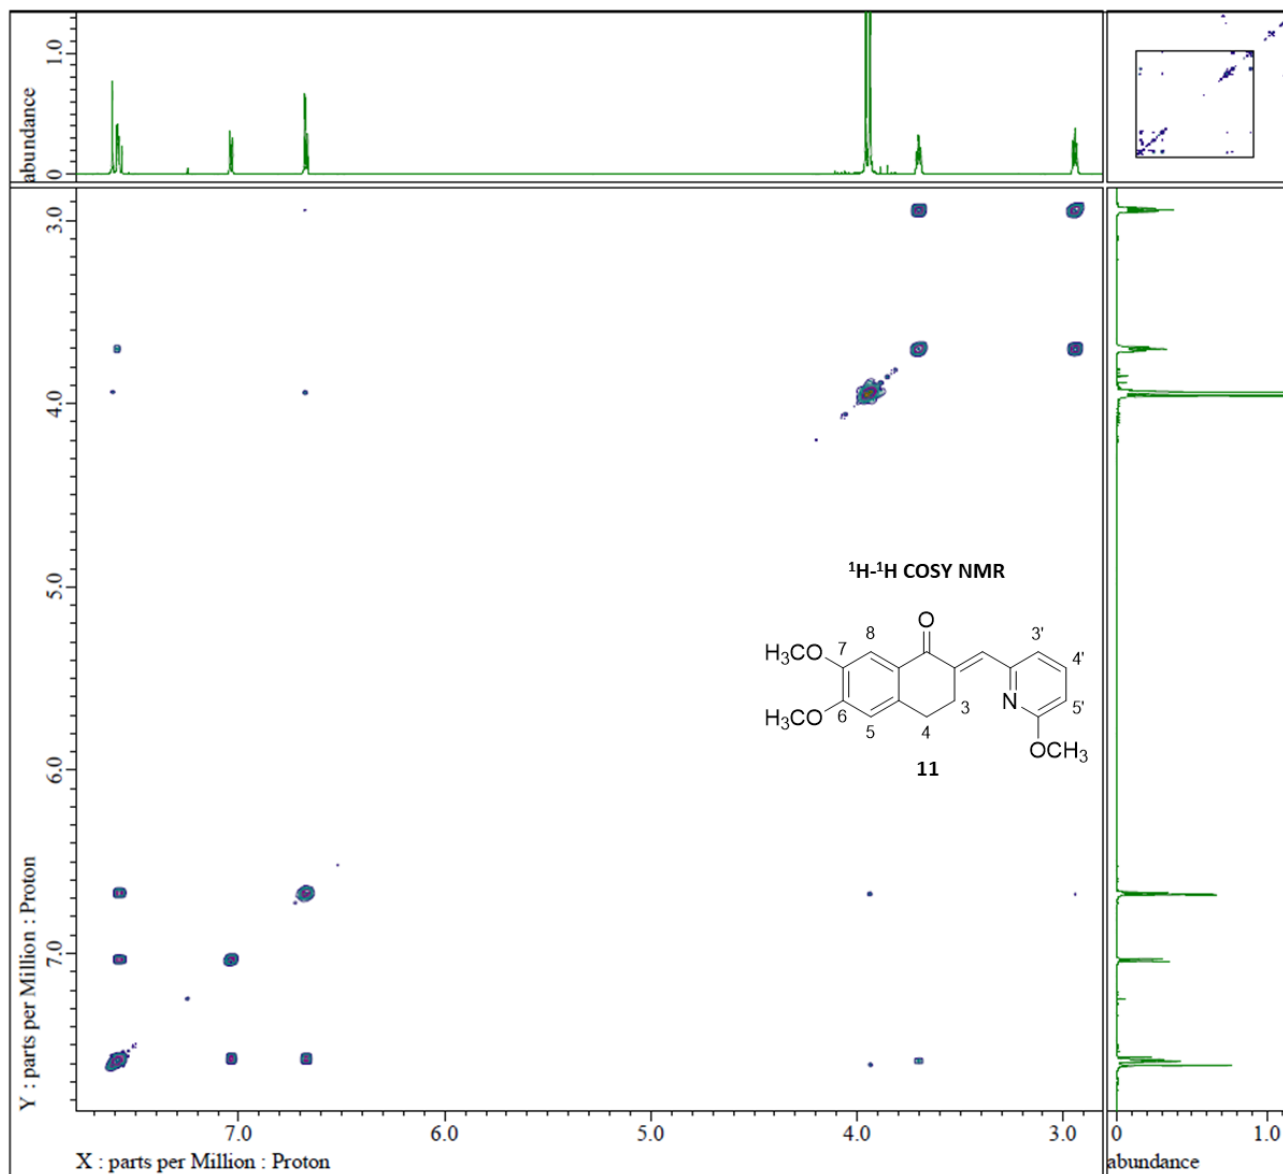 abundance
1.0
0
3.0
4.0
5.0
6.0
7.0
Y : parts per Million : Proton
¹H-¹H COSY NMR
O
H₃CO
7
8
3'
4'
H₃CO
6
5
4
3
N
5'
OCH₃
11
7.0
6.0
5.0
4.0
3.0
X : parts per Million : Proton
0
1.0
abundance